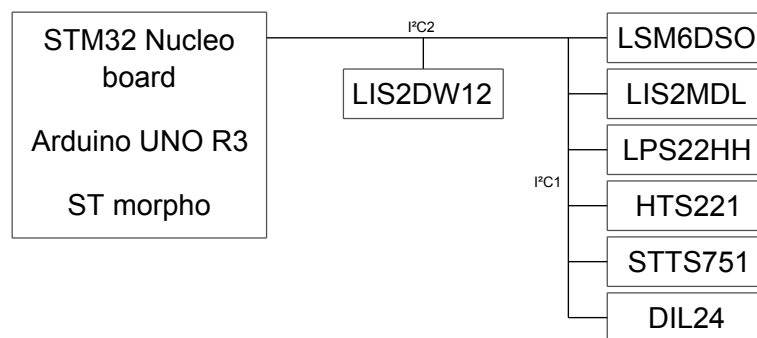 STM32 Nucleo
board
Arduino UNO R3
ST morpho
I²C2
LIS2DW12
I²C1
LSM6DSO
LIS2MDL
LPS22HH
HTS221
STTS751
DIL24